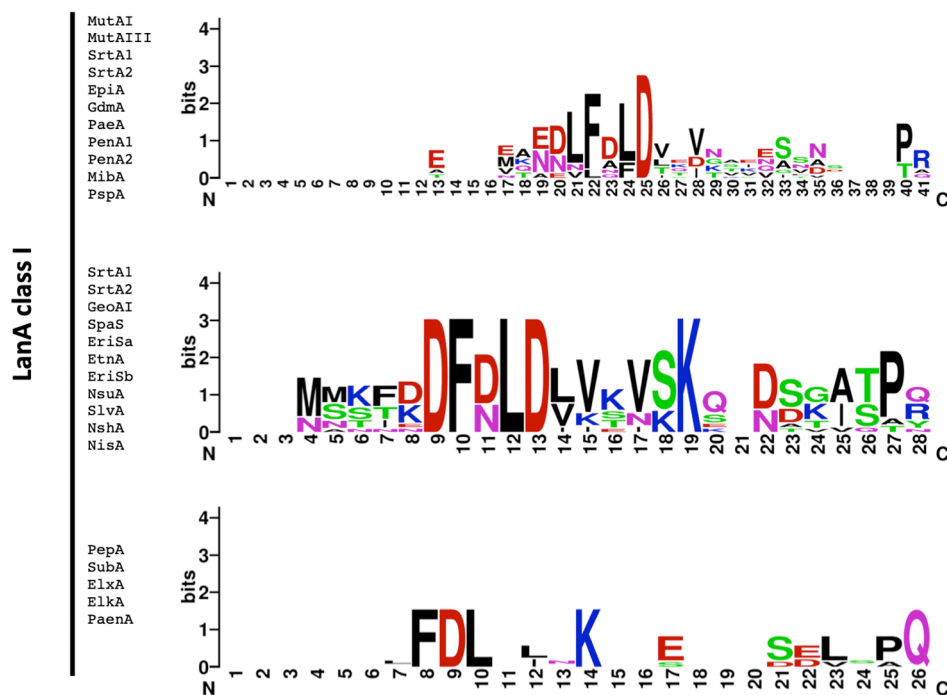 LanA class I
MutAI
MutAIII
SrtA1
SrtA2
EpiA
GdmA
PaeA
PenA1
PenA2
MibA
PspA
bits
4
3
2
1
0
N
1 2 3 4 5 6 7 8 9 10 11 12 13 14 15 16 17 18 19 20 21 22 23 24 25 26 27 28 29 30 31 32 33 34 35 36 37 38 39 40 41
C
SrtA1
SrtA2
GeoAI
SpaS
EriSa
EtnA
EriSb
NsuA
SlvA
NshA
NisA
bits
4
3
2
1
0
N
1 2 3 4 5 6 7 8 9 10 11 12 13 14 15 16 17 18 19 20 21 22 23 24 25 26 27 28
C
PepA
SubA
ElxA
ElkA
PaenA
bits
4
3
2
1
0
N
1 2 3 4 5 6 7 8 9 10 11 12 13 14 15 16 17 18 19 20 21 22 23 24 25 26
C